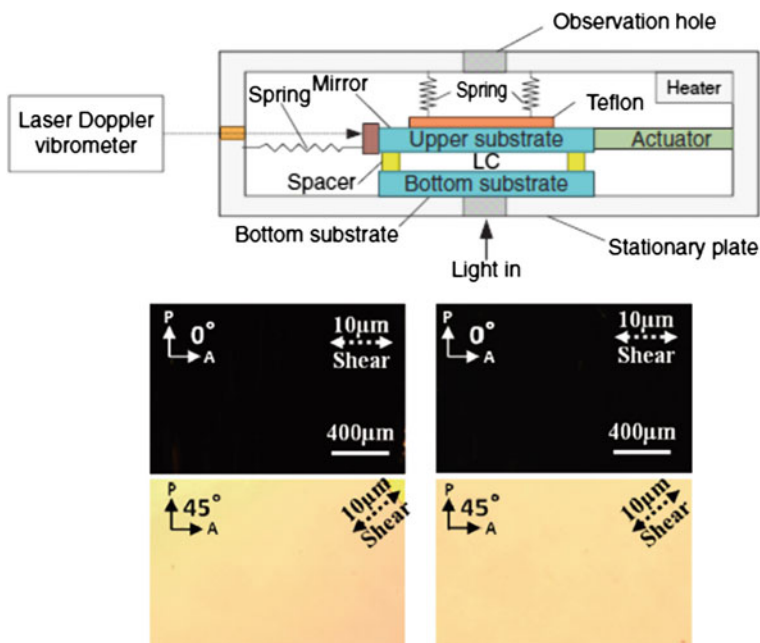 Observation hole
Mirror
Spring
Heater
Spring
Teflon
Laser Doppler
vibrometer
Upper substrate
Actuator
LC
Spacer
Bottom substrate
Bottom substrate
Stationary plate
Light in
P
0°
A
10μm
Shear
400μm
P
0°
A
10μm
Shear
400μm
P
45°
A
10μm
Shear
P
45°
A
10μm
Shear